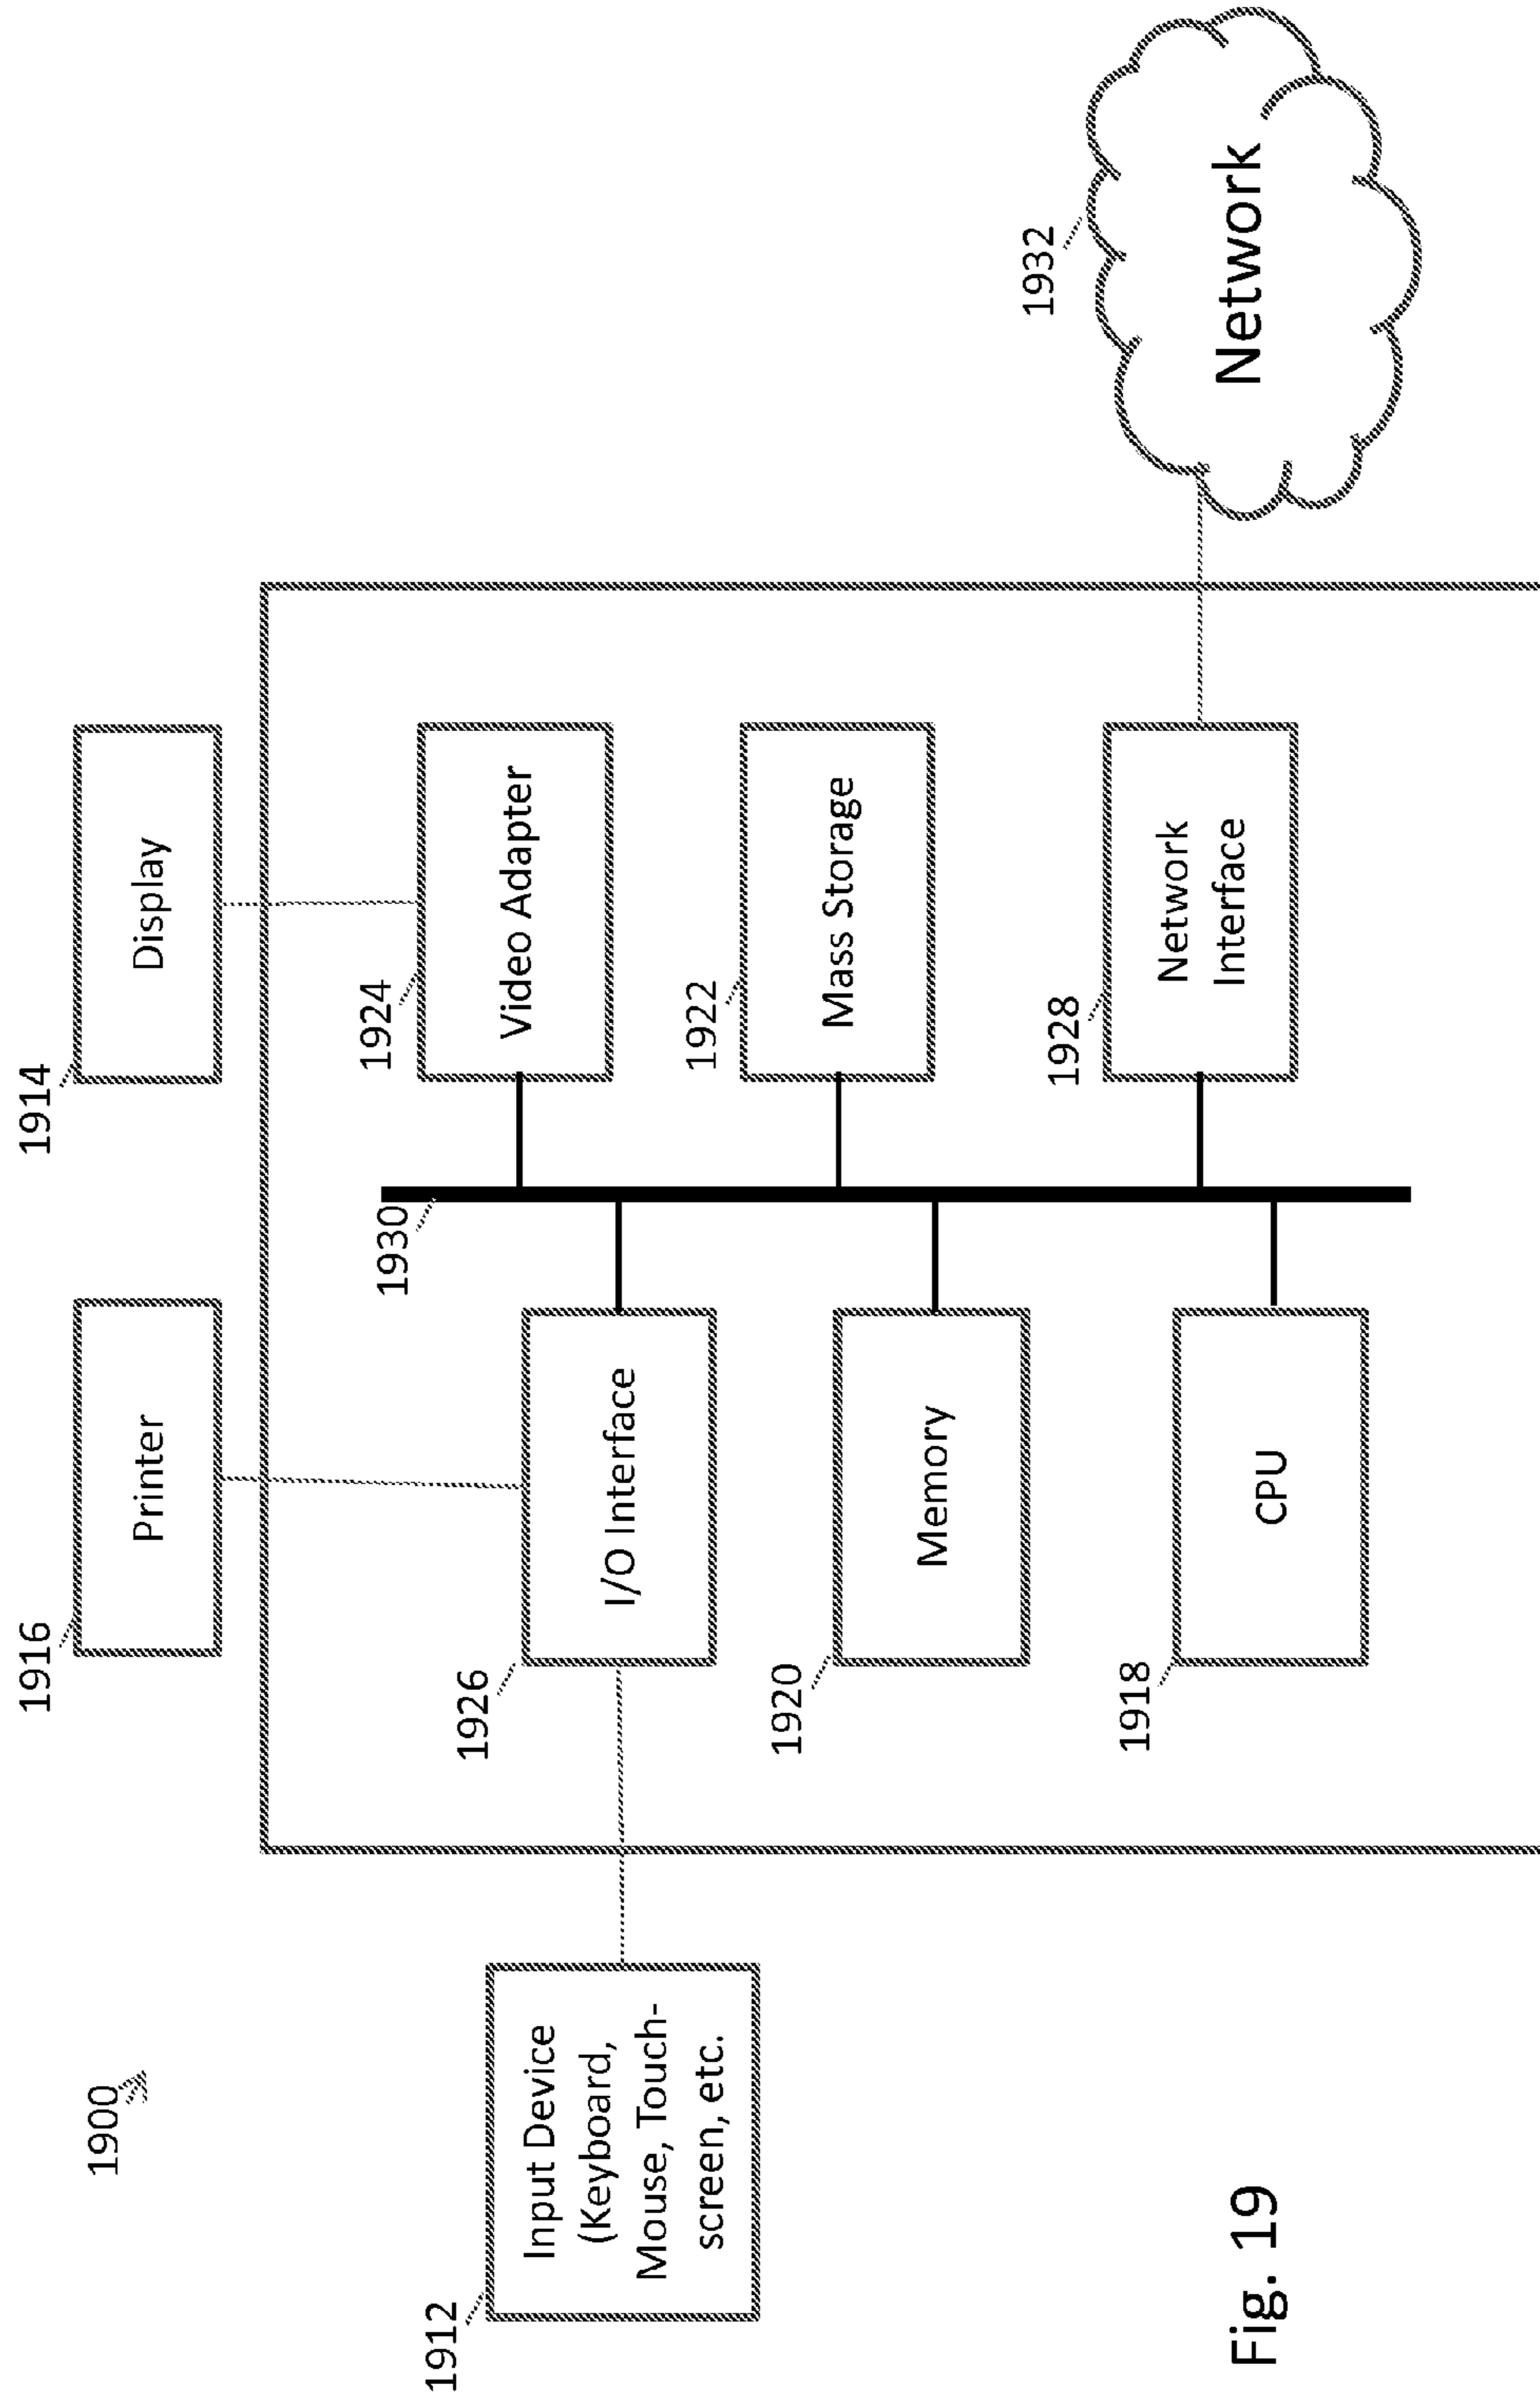 1900
1916
Printer
1914
Display
1912
Input Device
(Keyboard,
Mouse, Touch-
screen, etc.
1926
I/O Interface
1930
1924
Video Adapter
1920
Memory
1922
Mass Storage
1918
CPU
1928
Network
Interface
1932
Network
Fig. 19